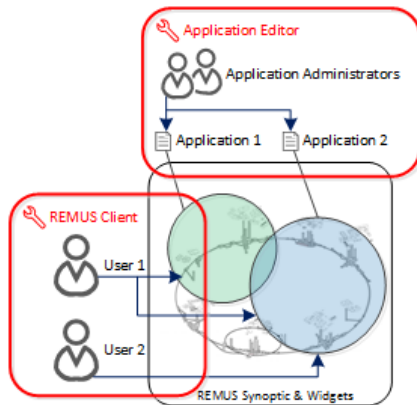 Application Editor
Application Administrators
Application 1
Application 2
REMUS Client
User 1
User 2
REMUS Synoptic & Widgets